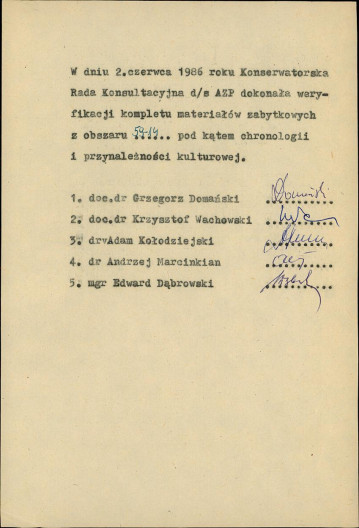 W dniu 2.czerwca 1986 roku Konserwatorska
Rada Konsultacyjna d/s AZP dokonała wery-
fikacji kompletu materiałów zabytkowych
z obszaru 59-19.. pod kątem chronologii
i przynależności kulturowej.
1. doc.dr Grzegorz Domański
2. doc.dr Krzysztof Wachowski
3. dr Adam Kołodziejski
4. dr Andrzej Marcinkian
5. mgr Edward Dąbrowski